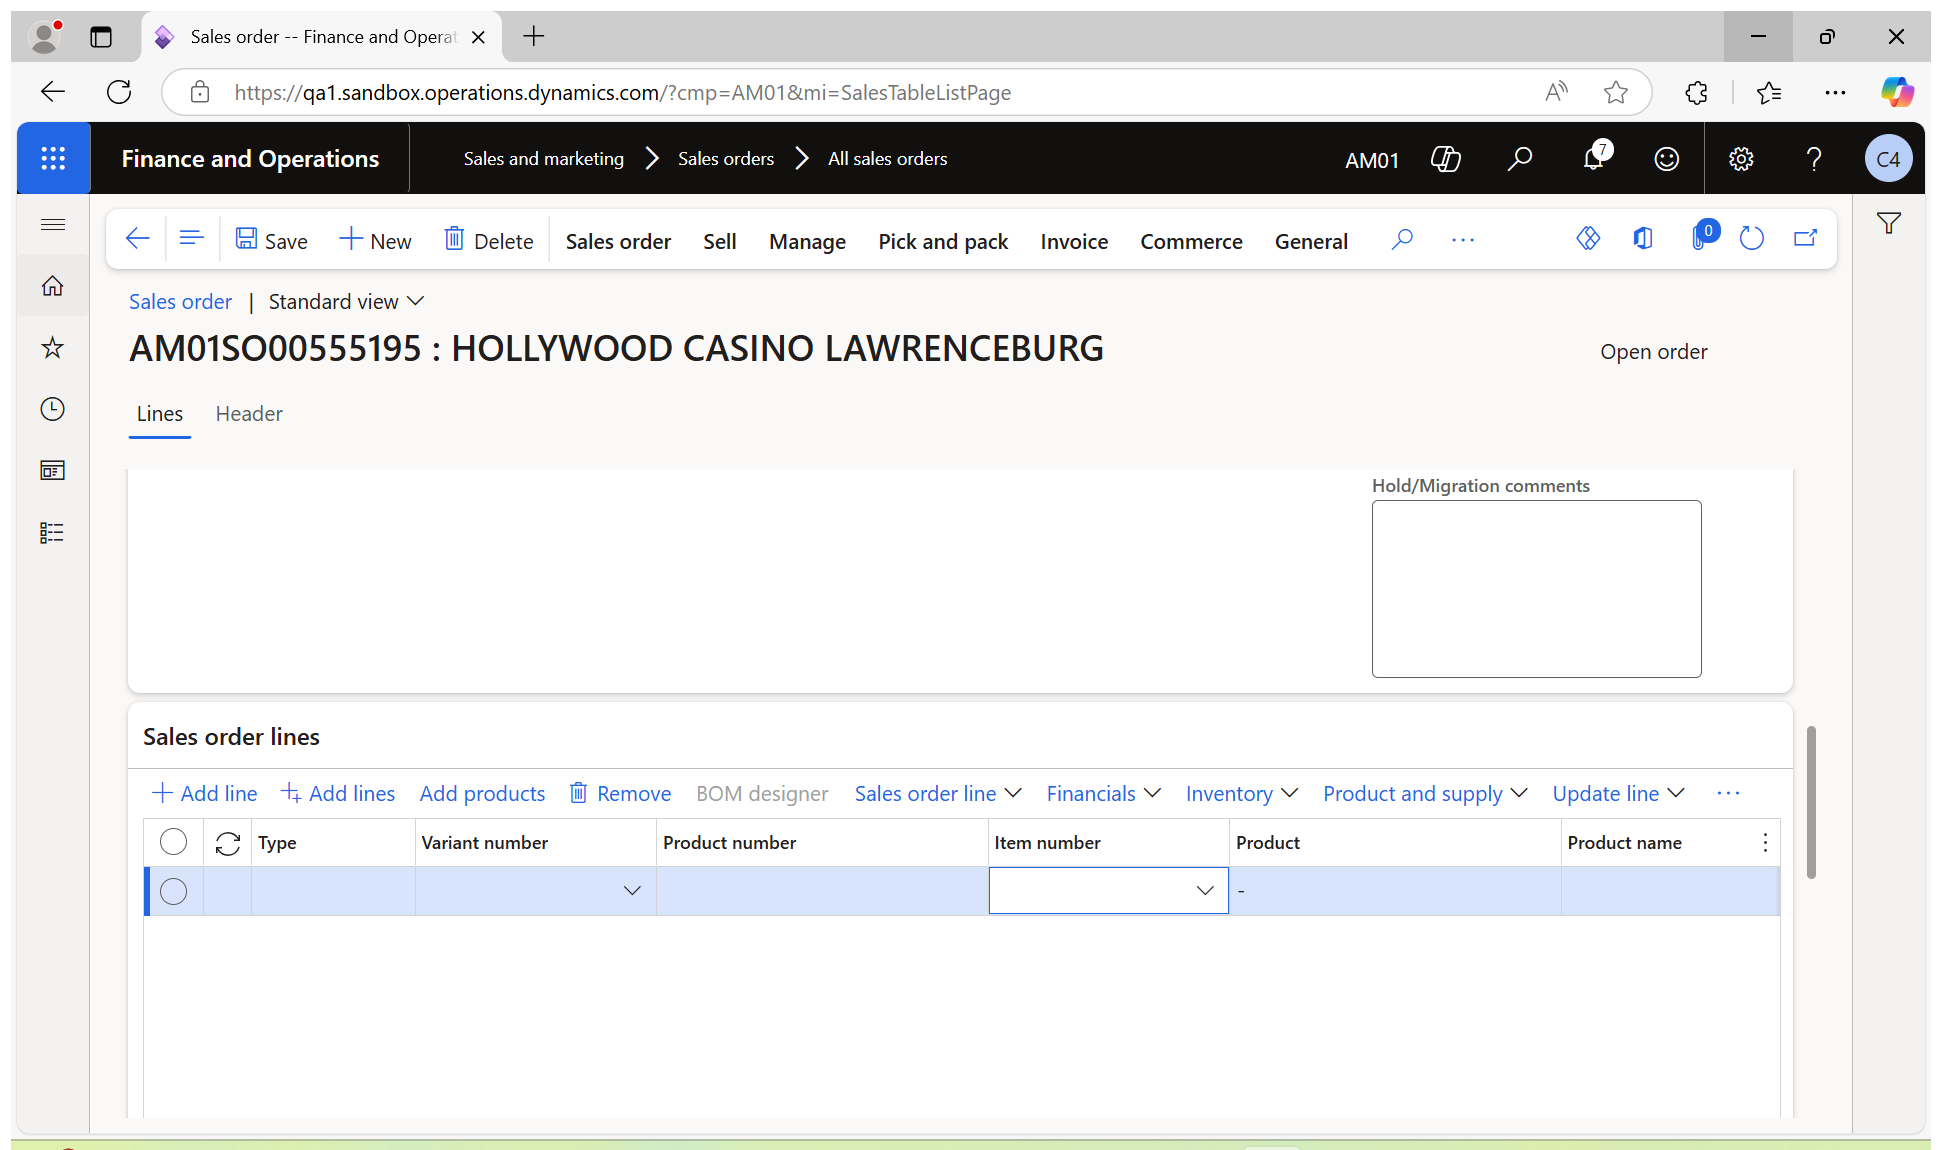 Sales order -- Finance and Operat
https://qa1.sandbox.operations.dynamics.com/?cmp=AM01&mi=SalesTableListPage
Finance and Operations
Sales and marketing
Sales orders
All sales orders
AM01
7
C4
Save
New
Delete
Sales order
Sell
Manage
Pick and pack
Invoice
Commerce
General
0
Sales order | Standard view
AM01SO00555195 : HOLLYWOOD CASINO LAWRENCEBURG
Open order
Lines
Header
Hold/Migration comments
Sales order lines
Add line
Add lines
Add products
Remove
BOM designer
Sales order line
Financials
Inventory
Product and supply
Update line
Type
Variant number
Product number
Item number
Product
Product name
-